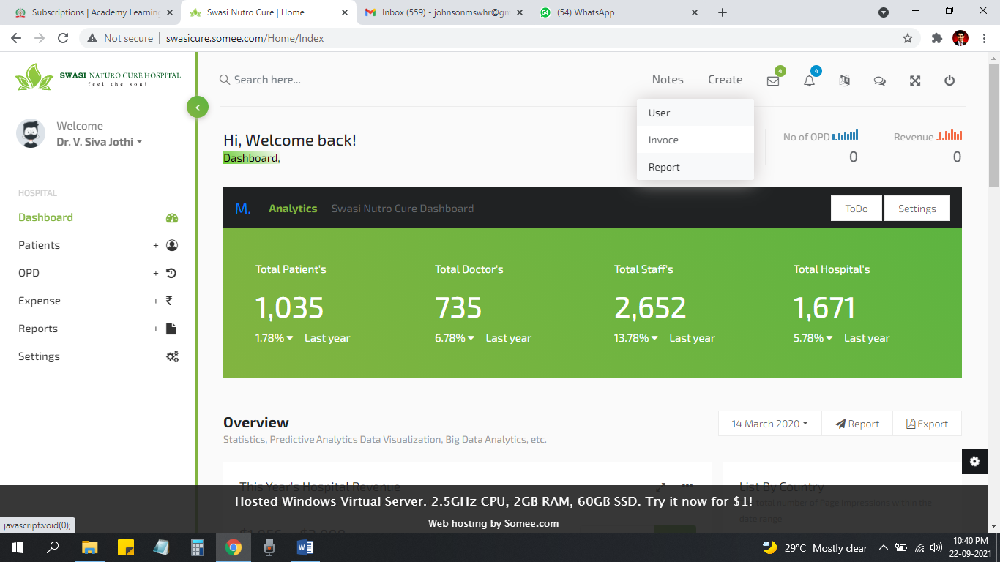 Subscriptions | Academy Learning
Swasi Nutro Cure | Home
Inbox (559) - johnsonmswhr@gm
54 (54) WhatsApp
Not secure swasicure.somee.com/Home/Index
SWASI NATURO CURE HOSPITAL
feel the soul
Welcome
Dr. V. Siva Jothi
HOSPITAL
Dashboard
Patients +
OPD +
Expense + ₹
Reports +
Settings
Search here...
Notes Create 4 4
User
Invoce
Report
Hi, Welcome back!
Dashboard,
No of OPD
0
Revenue
0
M. Analytics Swasi Nutro Cure Dashboard ToDo Settings
Total Patient's
1,035
1.78% Last year
Total Doctor's
735
6.78% Last year
Total Staff's
2,652
13.78% Last year
Total Hospital's
1,671
5.78% Last year
Overview
Statistics, Predictive Analytics Data Visualization, Big Data Analytics, etc.
14 March 2020 Report Export
This Year's Hospital Revenue
List By Country
total number of Page Impressions within the
date range
Hosted Windows Virtual Server. 2.5GHz CPU, 2GB RAM, 60GB SSD. Try it now for $1!
Web hosting by Somee.com
javascript:void(0);
29°C Mostly clear
10:40 PM
22-09-2021